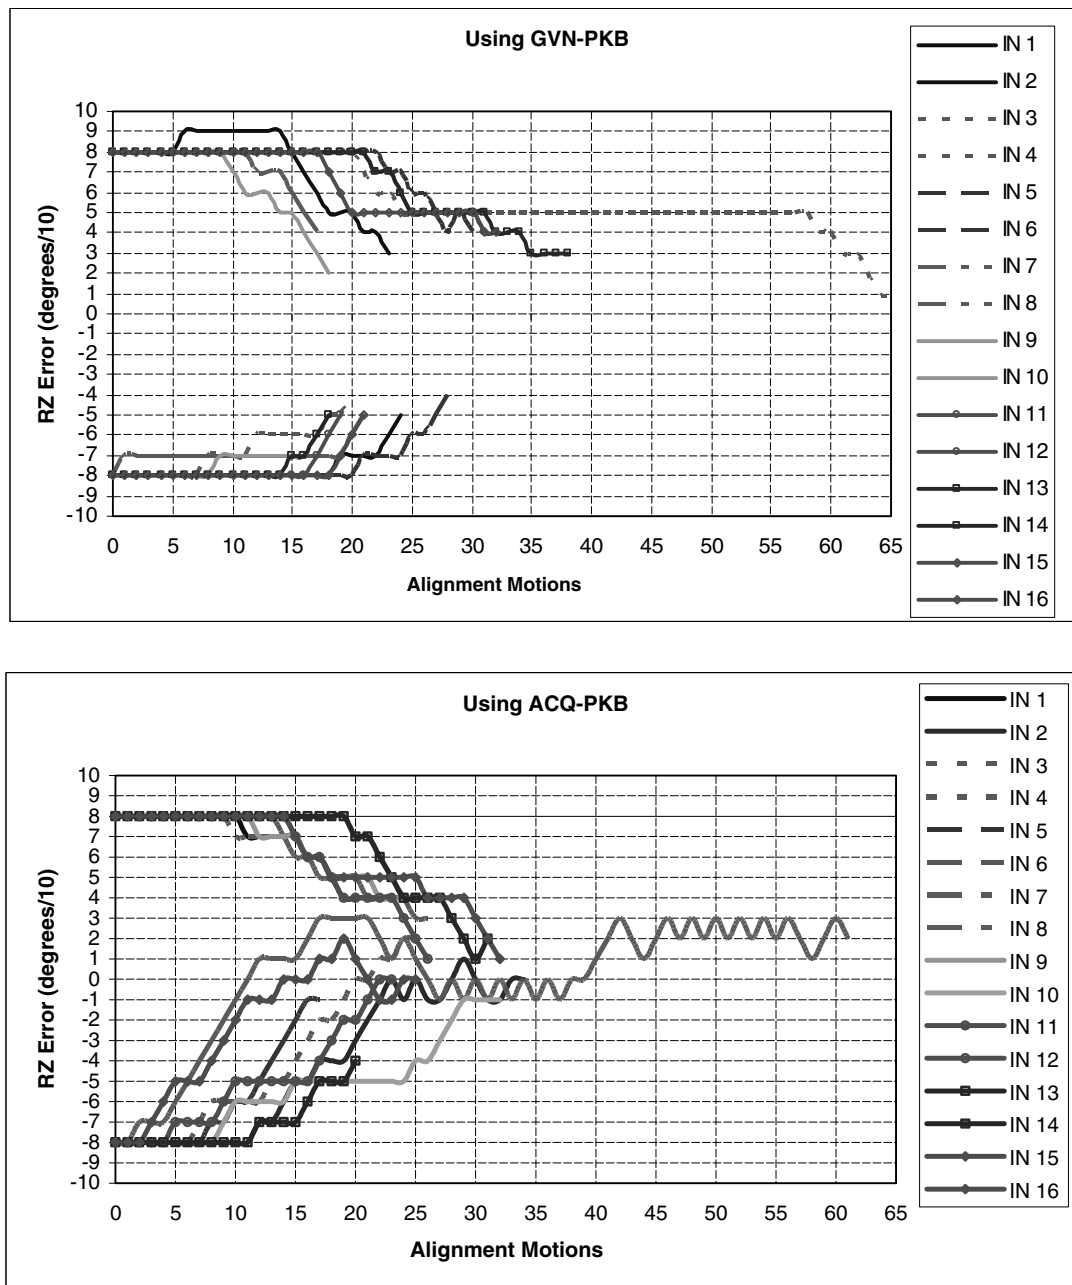 Using GVN-PKB
10
9
8
7
6
5
4
3
2
1
0
-1
-2
-3
-4
-5
-6
-7
-8
-9
-10
RZ Error (degrees/10)
0 5 10 15 20 25 30 35 40 45 50 55 60 65
Alignment Motions
IN 1
IN 2
IN 3
IN 4
IN 5
IN 6
IN 7
IN 8
IN 9
IN 10
IN 11
IN 12
IN 13
IN 14
IN 15
IN 16
Using ACQ-PKB
10
9
8
7
6
5
4
3
2
1
0
-1
-2
-3
-4
-5
-6
-7
-8
-9
-10
RZ Error (degrees/10)
0 5 10 15 20 25 30 35 40 45 50 55 60 65
Alignment Motions
IN 1
IN 2
IN 3
IN 4
IN 5
IN 6
IN 7
IN 8
IN 9
IN 10
IN 11
IN 12
IN 13
IN 14
IN 15
IN 16